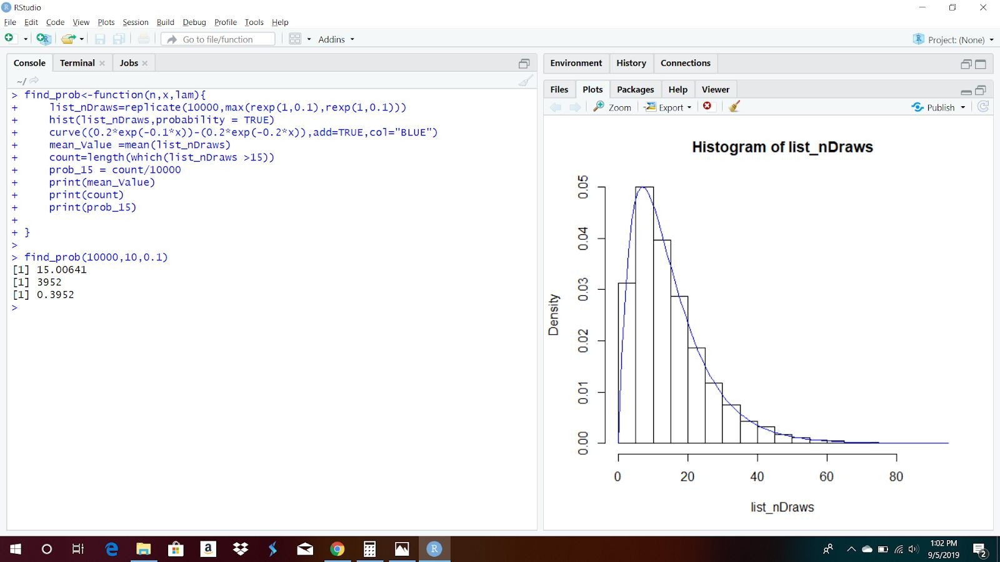 RStudio
File Edit Code View Plots Session Build Debug Profile Tools Help
Go to file/function Addins Project: (None)
Console Terminal Jobs
~/
> find_prob<-function(n,x,lam){
+ list_nDraws=replicate(10000,max(rexp(1,0.1),rexp(1,0.1)))
+ hist(list_nDraws,probability = TRUE)
+ curve((0.2*exp(-0.1*x))-(0.2*exp(-0.2*x)),add=TRUE,col="BLUE")
+ mean_Value =mean(list_nDraws)
+ count=length(which(list_nDraws >15))
+ prob_15 = count/10000
+ print(mean_Value)
+ print(count)
+ print(prob_15)
+
+ }
>
> find_prob(10000,10,0.1)
[1] 15.00641
[1] 3952
[1] 0.3952
>
Environment History Connections
Files Plots Packages Help Viewer
Zoom Export Publish
Histogram of list_nDraws
Density
0.05
0.04
0.03
0.02
0.01
0.00
0 20 40 60 80
list_nDraws
1:02 PM
9/5/2019
2